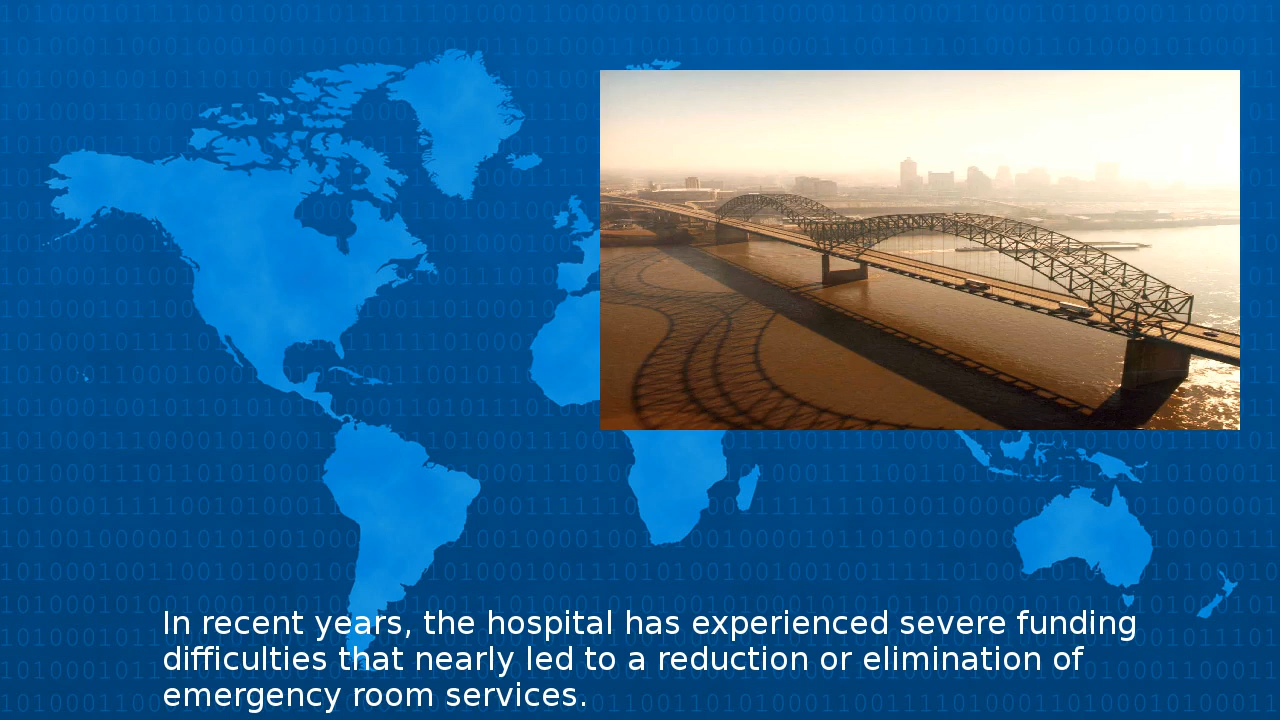 In recent years, the hospital has experienced severe funding
difficulties that nearly led to a reduction or elimination of
emergency room services.